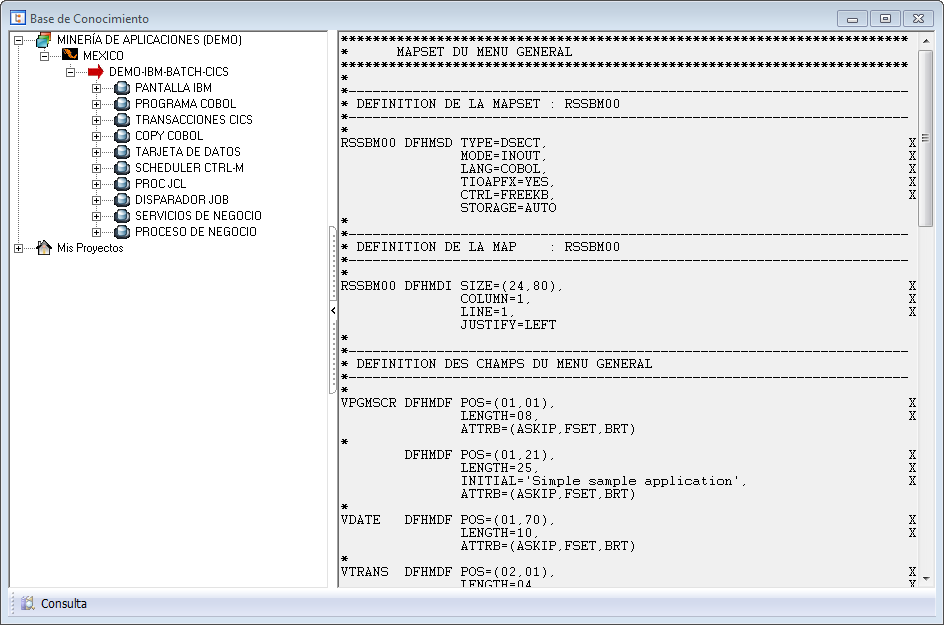 Base de Conocimiento
MINERÍA DE APLICACIONES (DEMO)
MEXICO
DEMO-IBM-BATCH-CICS
PANTALLA IBM
PROGRAMA COBOL
TRANSACCIONES CICS
COPY COBOL
TARJETA DE DATOS
SCHEDULER CTRL-M
PROC JCL
DISPARADOR JOB
SERVICIOS DE NEGOCIO
PROCESO DE NEGOCIO
Mis Proyectos
***********************************************************************
*      MAPSET DU MENU GENERAL
***********************************************************************
*
*----------------------------------------------------------------------
* DEFINITION DE LA MAPSET : RSSBM00
*----------------------------------------------------------------------
*
RSSBM00 DFHMSD TYPE=DSECT,                                             X
               MODE=INOUT,                                             X
               LANG=COBOL,                                             X
               TIOAPFX=YES,                                            X
               CTRL=FREEKB,                                            X
               STORAGE=AUTO
*
*----------------------------------------------------------------------
* DEFINITION DE LA MAP    : RSSBM00
*----------------------------------------------------------------------
*
RSSBM00 DFHMDI SIZE=(24,80),                                           X
               COLUMN=1,                                               X
               LINE=1,                                                 X
               JUSTIFY=LEFT
*
*----------------------------------------------------------------------
* DEFINITION DES CHAMPS DU MENU GENERAL
*----------------------------------------------------------------------
*
VPGMSCR DFHMDF POS=(01,01),                                            X
               LENGTH=08,                                              X
               ATTRB=(ASKIP,FSET,BRT)
*
        DFHMDF POS=(01,21),                                            X
               LENGTH=25,                                              X
               INITIAL='Simple sample application',                    X
               ATTRB=(ASKIP,FSET,BRT)
*
VDATE   DFHMDF POS=(01,70),                                            X
               LENGTH=10,                                              X
               ATTRB=(ASKIP,FSET,BRT)
*
VTRANS  DFHMDF POS=(02,01),                                            X
               LENGTH=04,                                              X
Consulta